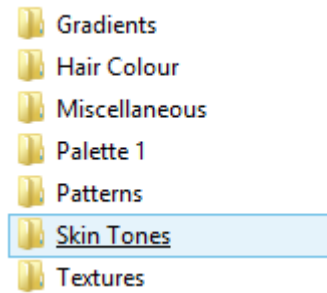 Gradients
Hair Colour
Miscellaneous
Palette 1
Patterns
Skin Tones
Textures